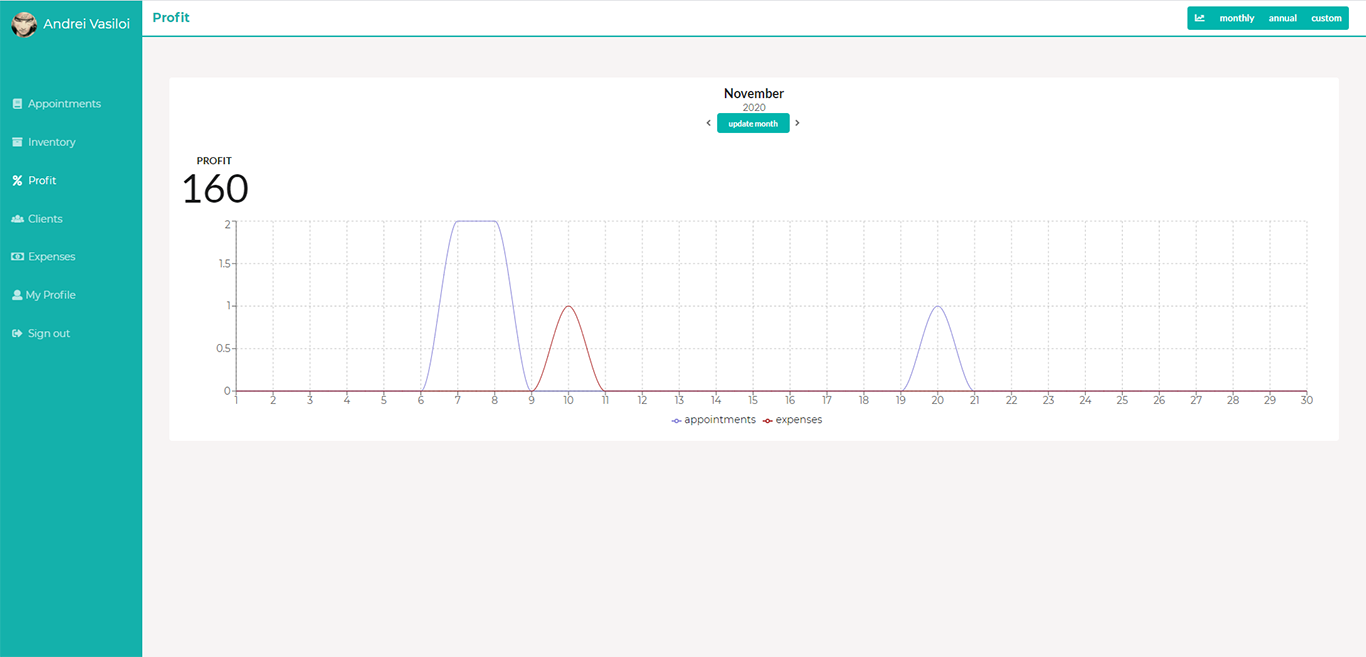 Andrei Vasiloi
Appointments
Inventory
Profit
Clients
Expenses
My Profile
Sign out
Profit
monthly annual custom
November
2020
update month
PROFIT
160
2
1.5
1
0.5
0
1 2 3 4 5 6 7 8 9 10 11 12 13 14 15 16 17 18 19 20 21 22 23 24 25 26 27 28 29 30
appointments expenses